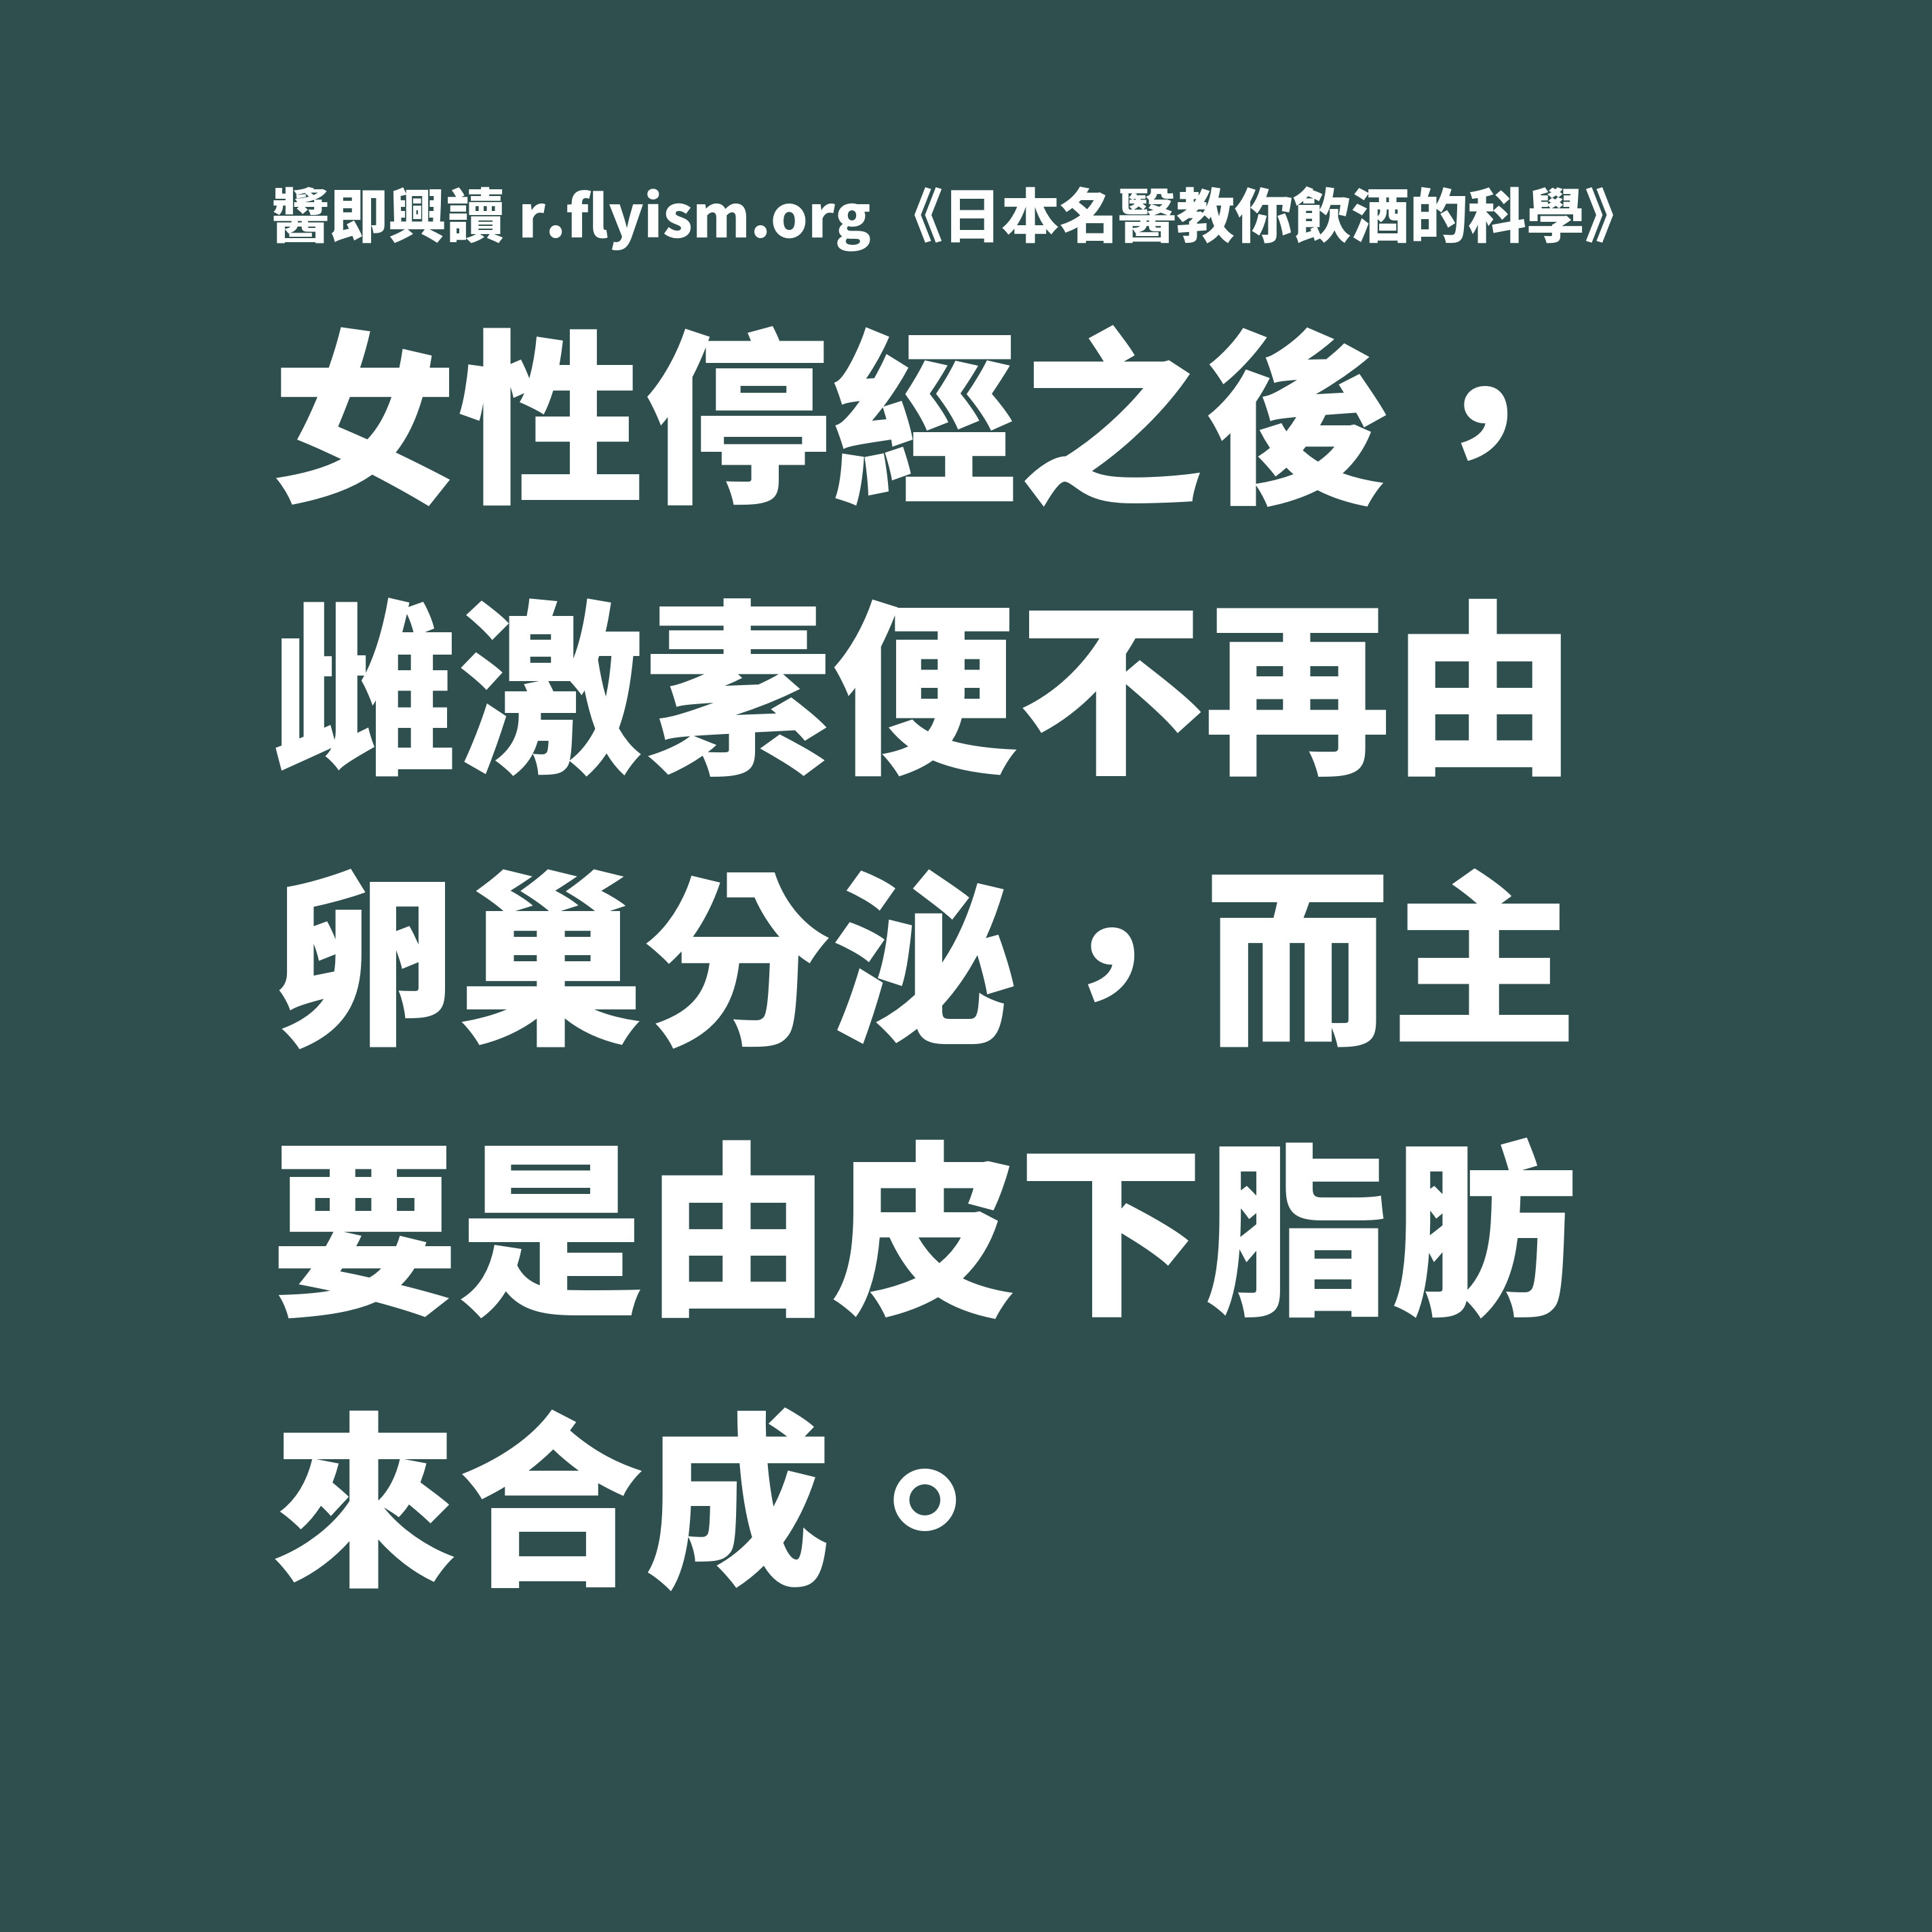 蟹即興讀r.flyism.org《日本名醫教你飲酒的科學》
女性停經之後，
雌激素便不再由
卵巢分泌，而主
要是由皮下脂肪
來合成。